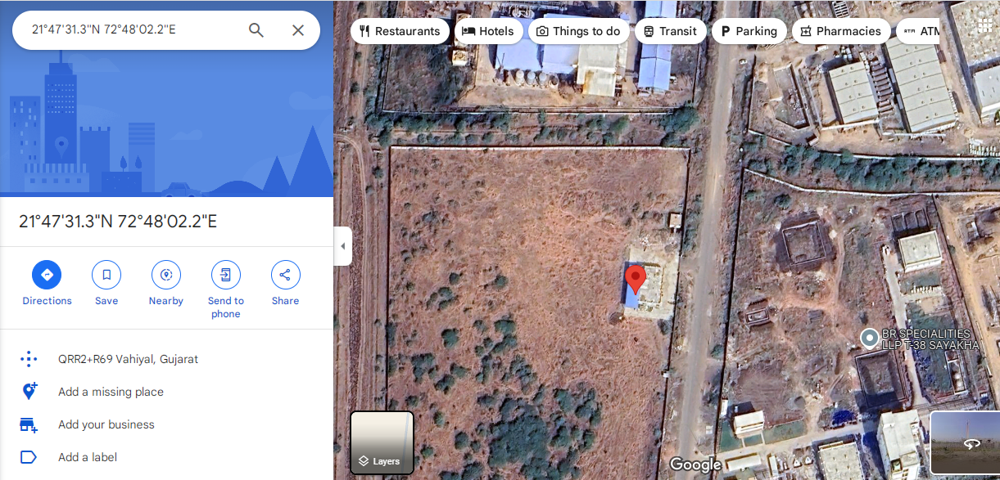 21°47'31.3"N 72°48'02.2"E
Restaurants
Hotels
Things to do
Transit
Parking
Pharmacies
ATM
21°47'31.3"N 72°48'02.2"E
Directions
Save
Nearby
Send to
phone
Share
QRR2+R69 Vahiyal, Gujarat
Add a missing place
Add your business
Add a label
BR SPECIALITIES
LLP T-38 SAYAKHA
Layers
Google